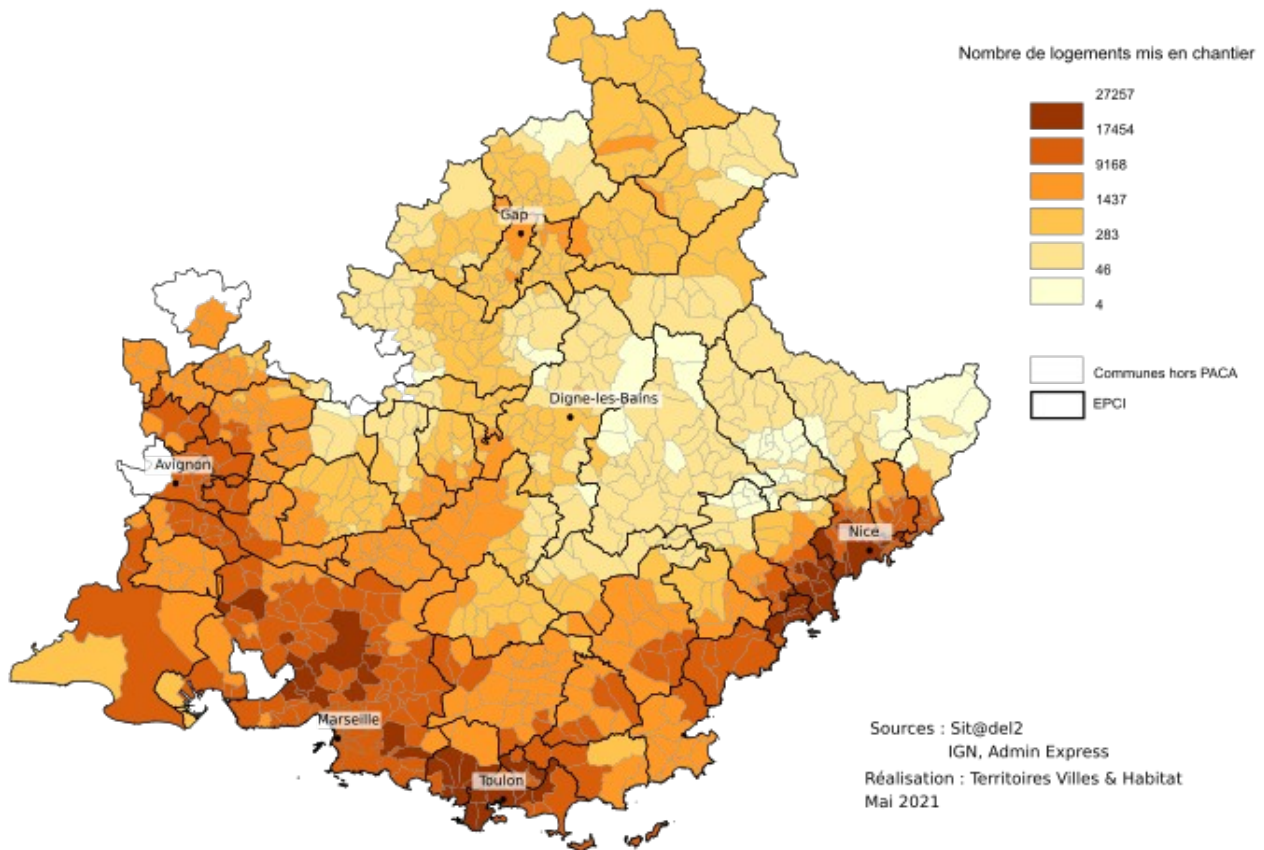 Nombre de logements mis en chantier
27257
17454
9168
1437
283
46
4
Communes hors PACA
EPCI
Gap
Digne-les-Bains
Avignon
Nice
Marseille
Toulon
Sources : Sit@del2
IGN, Admin Express
Réalisation : Territoires Villes & Habitat
Mai 2021